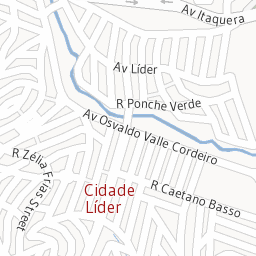 Av Itaquera
Av Líder
R Ponche Verde
Av Osvaldo Valle Cordeiro
R Zélia Frias Street
R Caetano Basso
Cidade
Líder